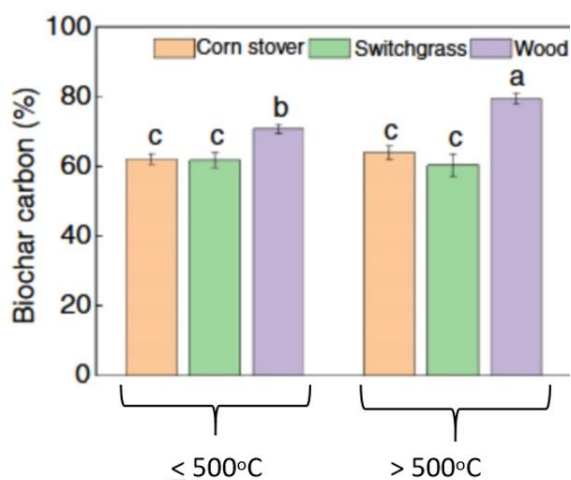 100
Corn stover Switchgrass Wood
80
60
40
20
0
Biochar carbon (%)
c c b c c a
≤ 500°C > 500°C